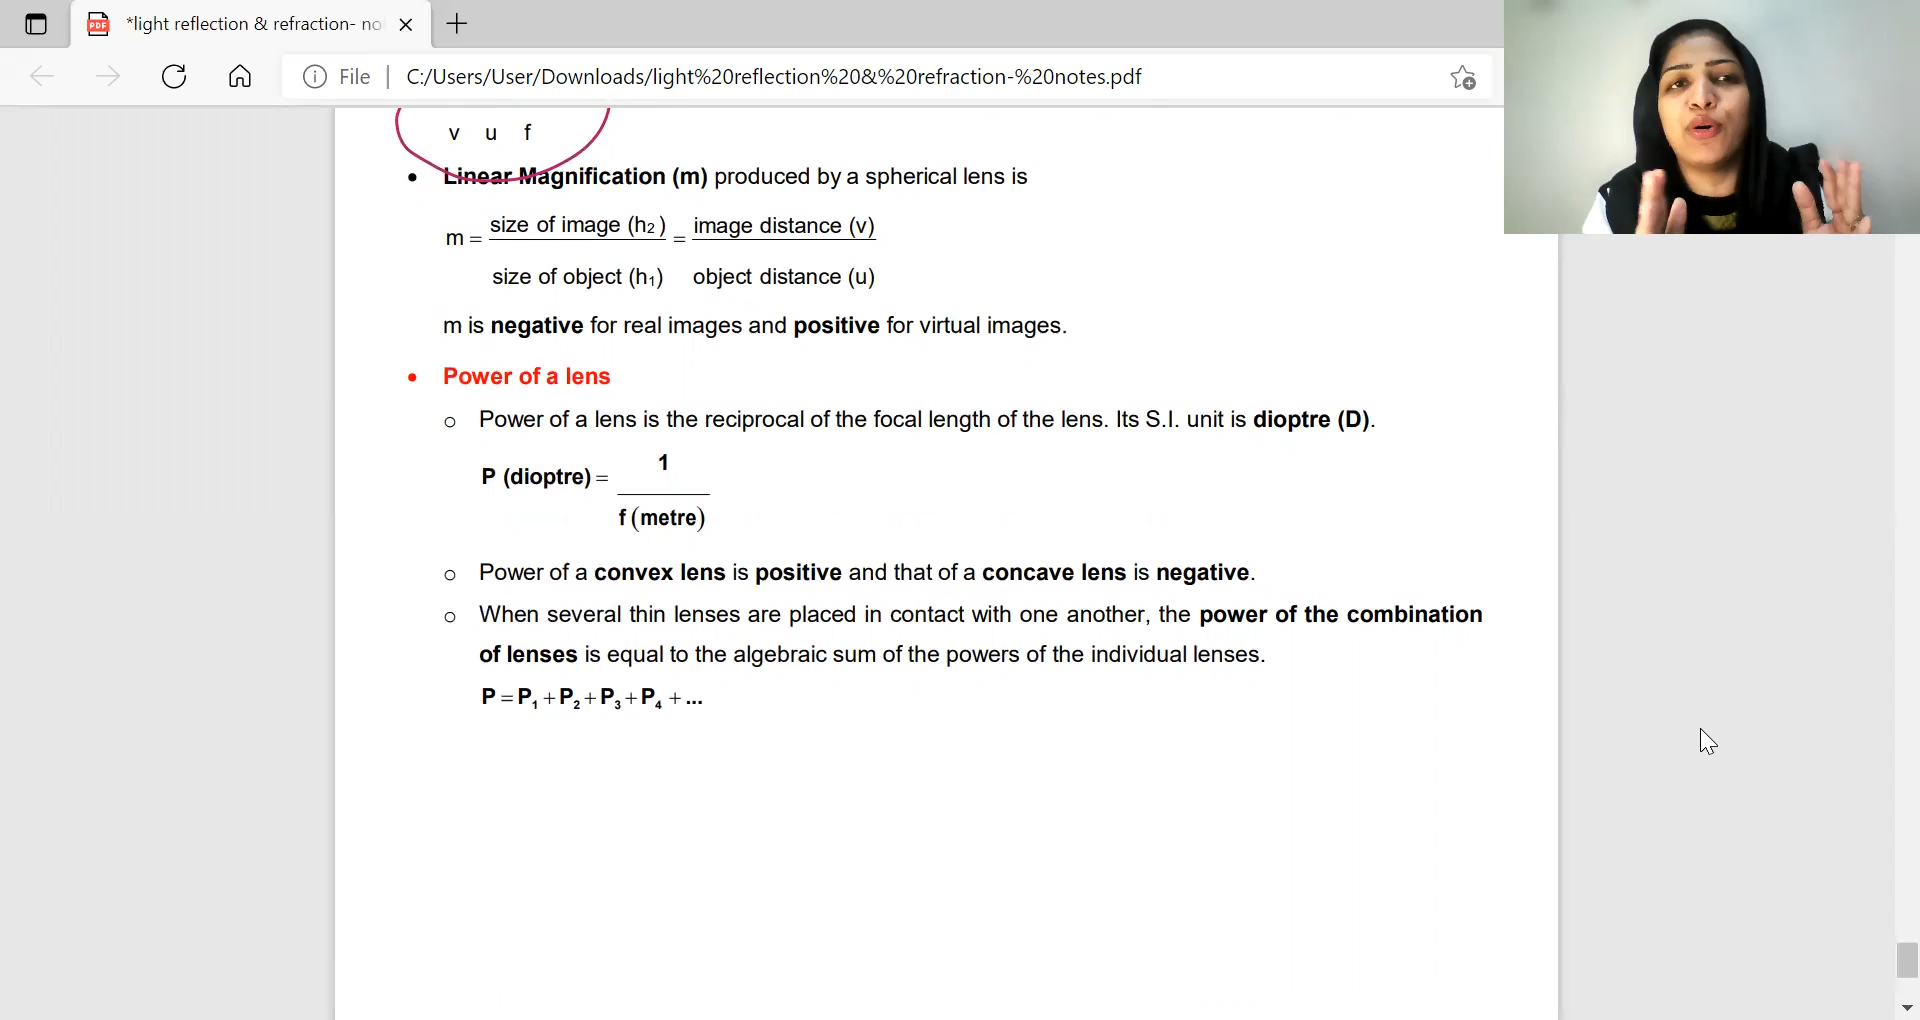 *light reflection & refraction- no
File | C:/Users/User/Downloads/light%20reflection%20&%20refraction-%20notes.pdf
v u f
• Linear Magnification (m) produced by a spherical lens is
m = size of image (h₂) = image distance (v)
size of object (h₁) object distance (u)
m is negative for real images and positive for virtual images.
• Power of a lens
o Power of a lens is the reciprocal of the focal length of the lens. Its S.I. unit is dioptre (D).
1
P (dioptre) =
f (metre)
o Power of a convex lens is positive and that of a concave lens is negative.
o When several thin lenses are placed in contact with one another, the power of the combination
of lenses is equal to the algebraic sum of the powers of the individual lenses.
P = P₁ + P₂ + P₃ + P₄ + ...